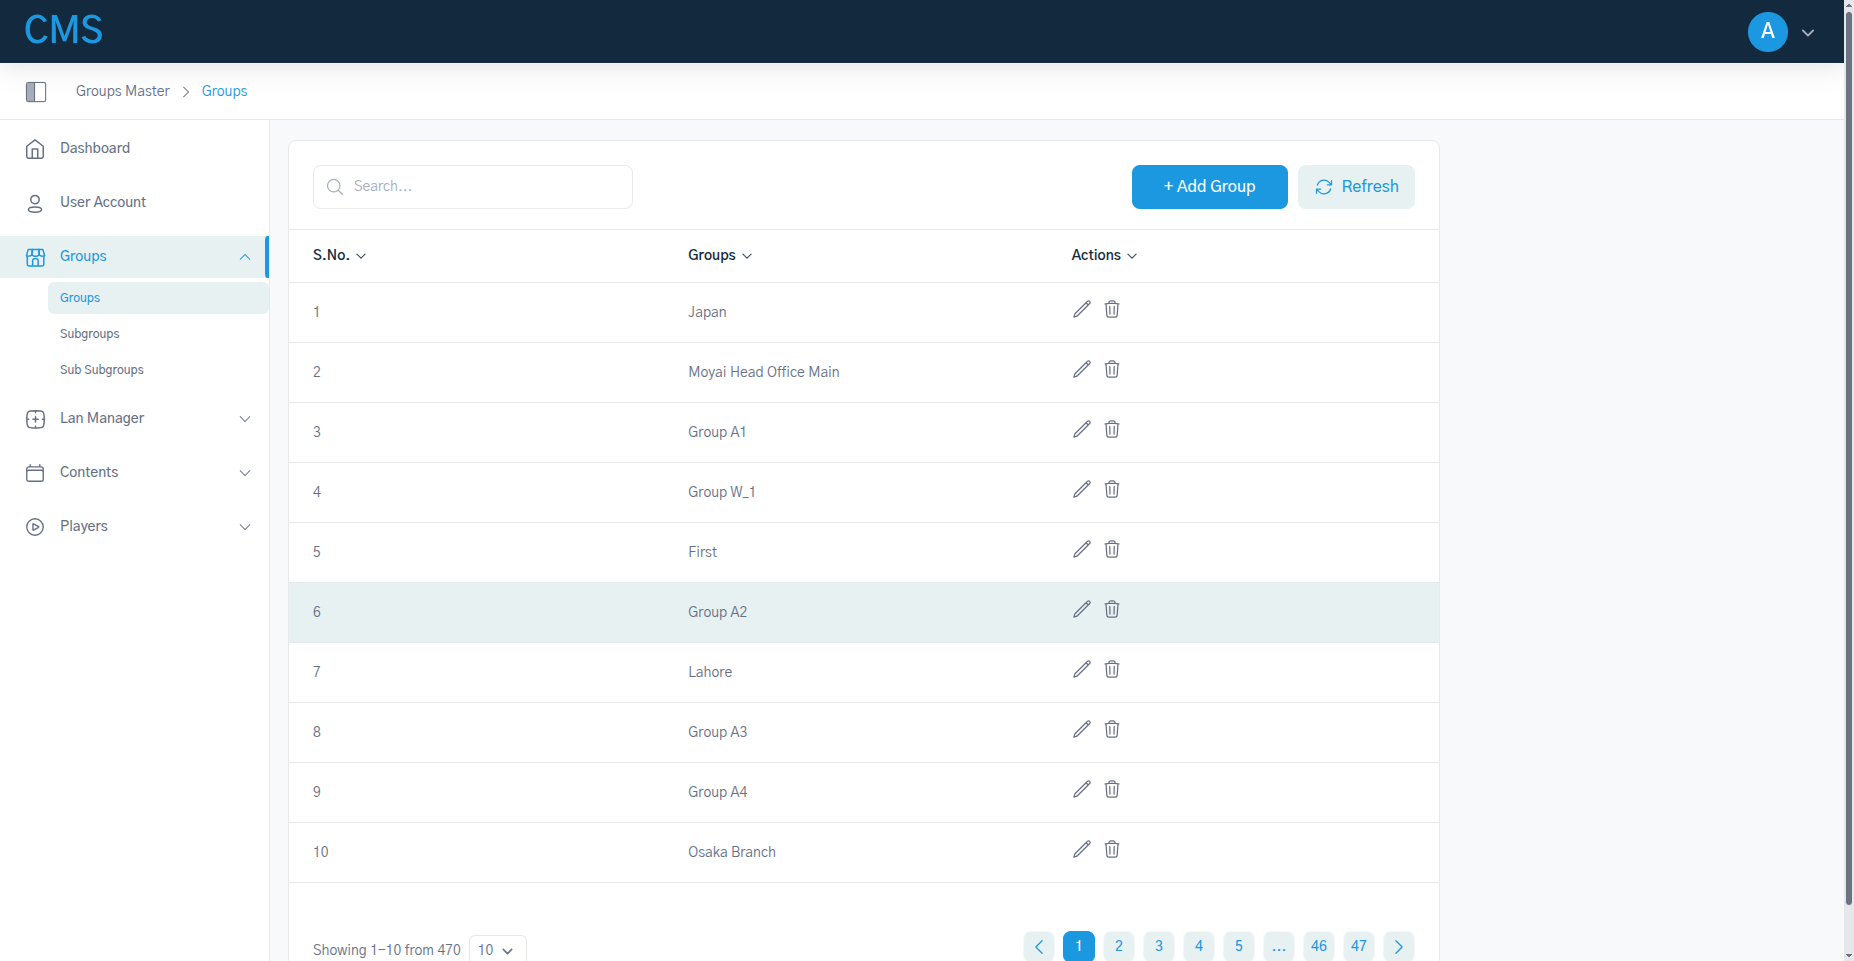 CMS
A
Groups Master > Groups
Dashboard
User Account
Groups
Groups
Subgroups
Sub Subgroups
Lan Manager
Contents
Players
Search...
+ Add Group
Refresh
S.No. Groups Actions
1 Japan
2 Moyai Head Office Main
3 Group A1
4 Group W_1
5 First
6 Group A2
7 Lahore
8 Group A3
9 Group A4
10 Osaka Branch
Showing 1-10 from 470 10
1 2 3 4 5 ... 46 47